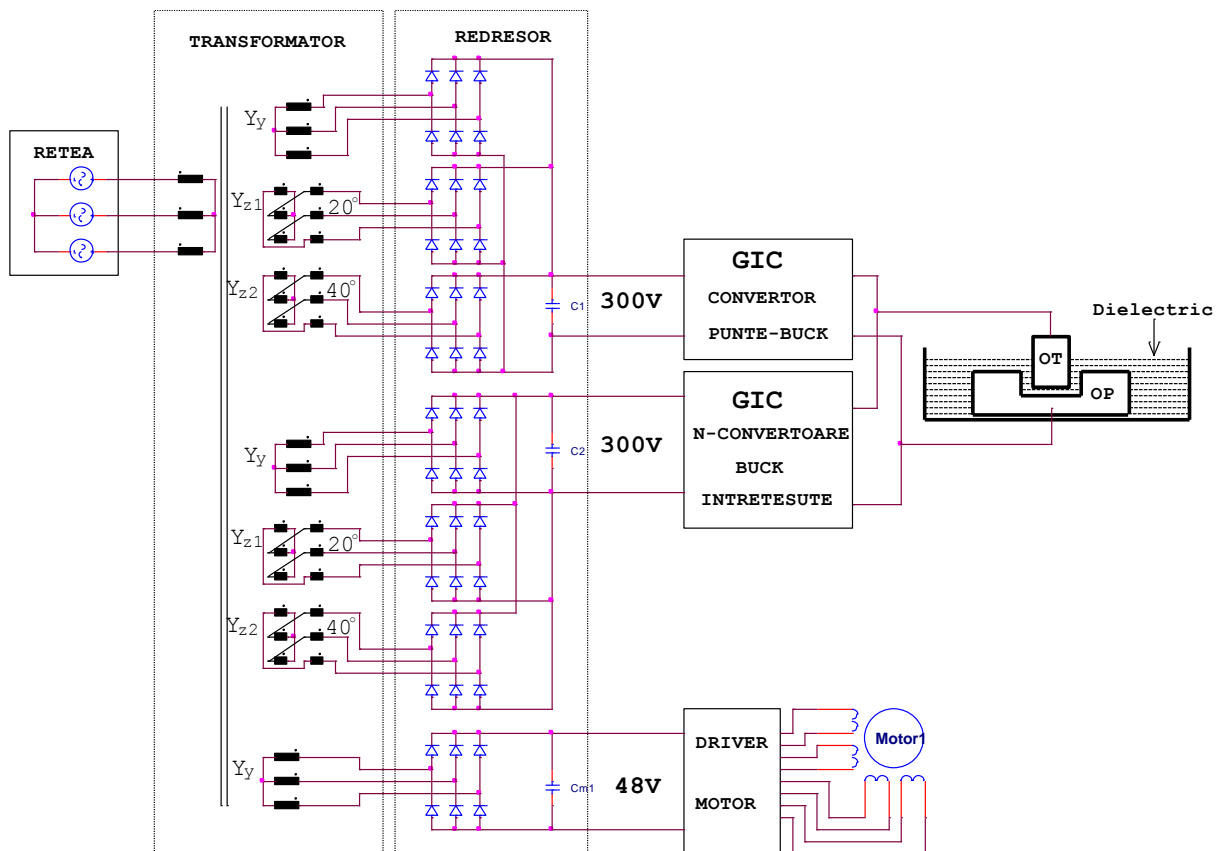 TRANSFORMATOR
REDRESOR
RETEA
Yy
Yz1
20°
Yz2
40°
C1
300V
GIC
CONVERTOR
PUNTE-BUCK
Dielectric
OT
OP
Yy
C2
300V
GIC
N-CONVERTOARE
BUCK
INTRETESUTE
Yz1
20°
Yz2
40°
Yy
Cm1
48V
DRIVER
MOTOR
Motor1